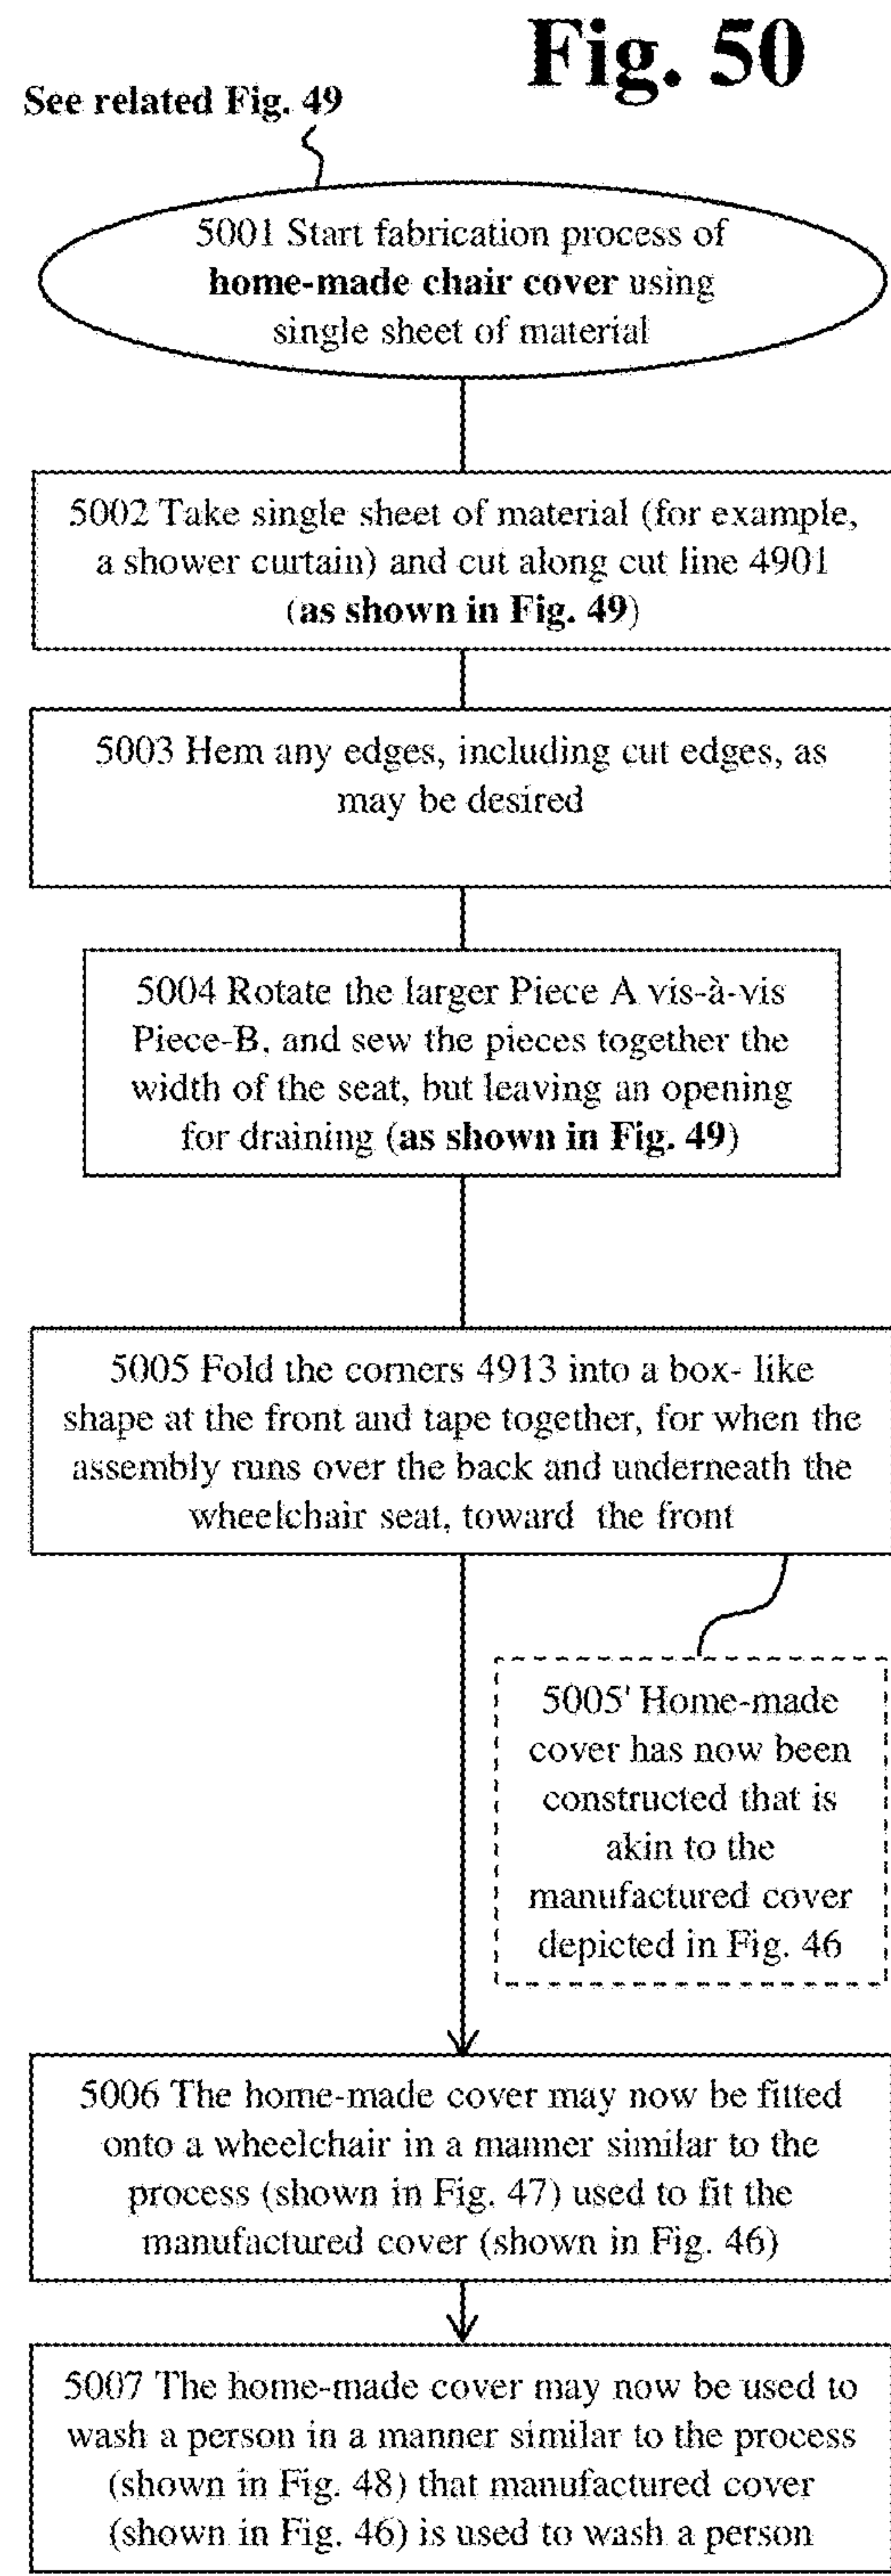 Fig. 50
See related Fig. 49
5001 Start fabrication process of
home-made chair cover using
single sheet of material
5002 Take single sheet of material (for example,
a shower curtain) and cut along cut line 4901
(as shown in Fig. 49)
5003 Hem any edges, including cut edges, as
may be desired
5004 Rotate the larger Piece A vis-à-vis
Piece-B, and sew the pieces together the
width of the seat, but leaving an opening
for draining (as shown in Fig. 49)
5005 Fold the corners 4913 into a box- like
shape at the front and tape together, for when the
assembly runs over the back and underneath the
wheelchair seat, toward the front
5005' Home-made
cover has now been
constructed that is
akin to the
manufactured cover
depicted in Fig. 46
5006 The home-made cover may now be fitted
onto a wheelchair in a manner similar to the
process (shown in Fig. 47) used to fit the
manufactured cover (shown in Fig. 46)
5007 The home-made cover may now be used to
wash a person in a manner similar to the process
(shown in Fig. 48) that manufactured cover
(shown in Fig. 46) is used to wash a person